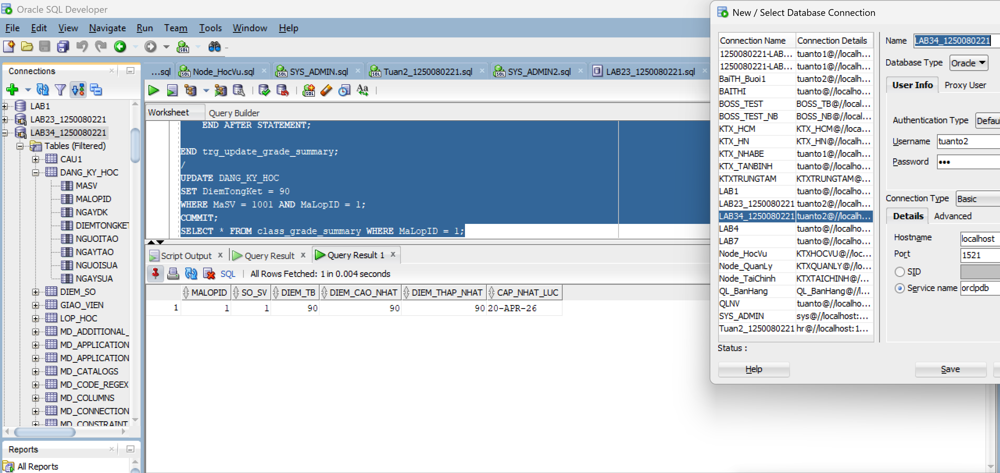 Oracle SQL Developer
File Edit View Navigate Run Team Tools Window Help
Connections
LAB1
LAB23_1250080221
LAB34_1250080221
Tables (Filtered)
CAU1
DANG_KY_HOC
MASV
MALOPID
NGAYDK
DIEMTONGKET
NGUOITAO
NGAYTAO
NGUOISUA
NGAYSUA
DIEM_SO
GIAO_VIEN
LOP_HOC
MD_ADDITIONAL_
MD_APPLICATION
MD_APPLICATION
MD_CATALOGS
MD_CODE_REGEX
MD_COLUMNS
MD_CONNECTION
MD_CONSTRAINT
Reports
All Reports
...sql Node_HocVu.sql SYS_ADMIN.sql Tuan2_1250080221.sql SYS_ADMIN2.sql LAB23_1250080221.sql
Worksheet Query Builder
END AFTER STATEMENT;
END trg_update_grade_summary;
/
UPDATE DANG_KY_HOC
SET DiemTongKet = 90
WHERE MaSV = 1001 AND MaLopID = 1;
COMMIT;
SELECT * FROM class_grade_summary WHERE MaLopID = 1;
Script Output x Query Result x Query Result 1 x
SQL | All Rows Fetched: 1 in 0.004 seconds
MALOPID SO_SV DIEM_TB DIEM_CAO_NHAT DIEM_THAP_NHAT CAP_NHAT_LUC
1 1 1 90 90 90 20-APR-26
New / Select Database Connection
Connection Name Connection Details
1250080221-LAB... tuanto1@//localh...
1250080221-LAB... tuanto1@//localh...
BaiTH_Buoi1 tuanto2@//localh...
BAITHI tuanto@//localho...
BOSS_TEST BOSS_TB@//local...
BOSS_TEST_NB BOSS_NB@//local...
KTX_HCM KTX_HCM@//loca...
KTX_HN KTX_HN@//localh...
KTX_NHABE tuanto1@//localh...
KTX_TANBINH tuanto@//localho...
KTXTRUNGTAM KTXTRUNGTAM@...
LAB1 tuanto@//localho...
LAB23_1250080221 tuanto2@//localh...
LAB34_1250080221 tuanto2@//localh...
LAB4 tuanto@//localho...
LAB7 tuanto@//localho...
Node_HocVu KTXHOCVU@//loc...
Node_QuanLy KTXQUANLY@//lo...
Node_TaiChinh KTXTAICHINH@/...
QL_BanHang QL_BanHang@//l...
QLNV tuanto@//localho...
SYS_ADMIN sys@//localhost:...
Tuan2_1250080221 hr@//localhost:1...
Status :
Help Save
Name LAB34_1250080221
Database Type Oracle
User Info Proxy User
Authentication Type Defau
Username tuanto2
Password •••
Connection Type Basic
Details Advanced
Hostname localhost
Port 1521
SID
Service name orclpdb